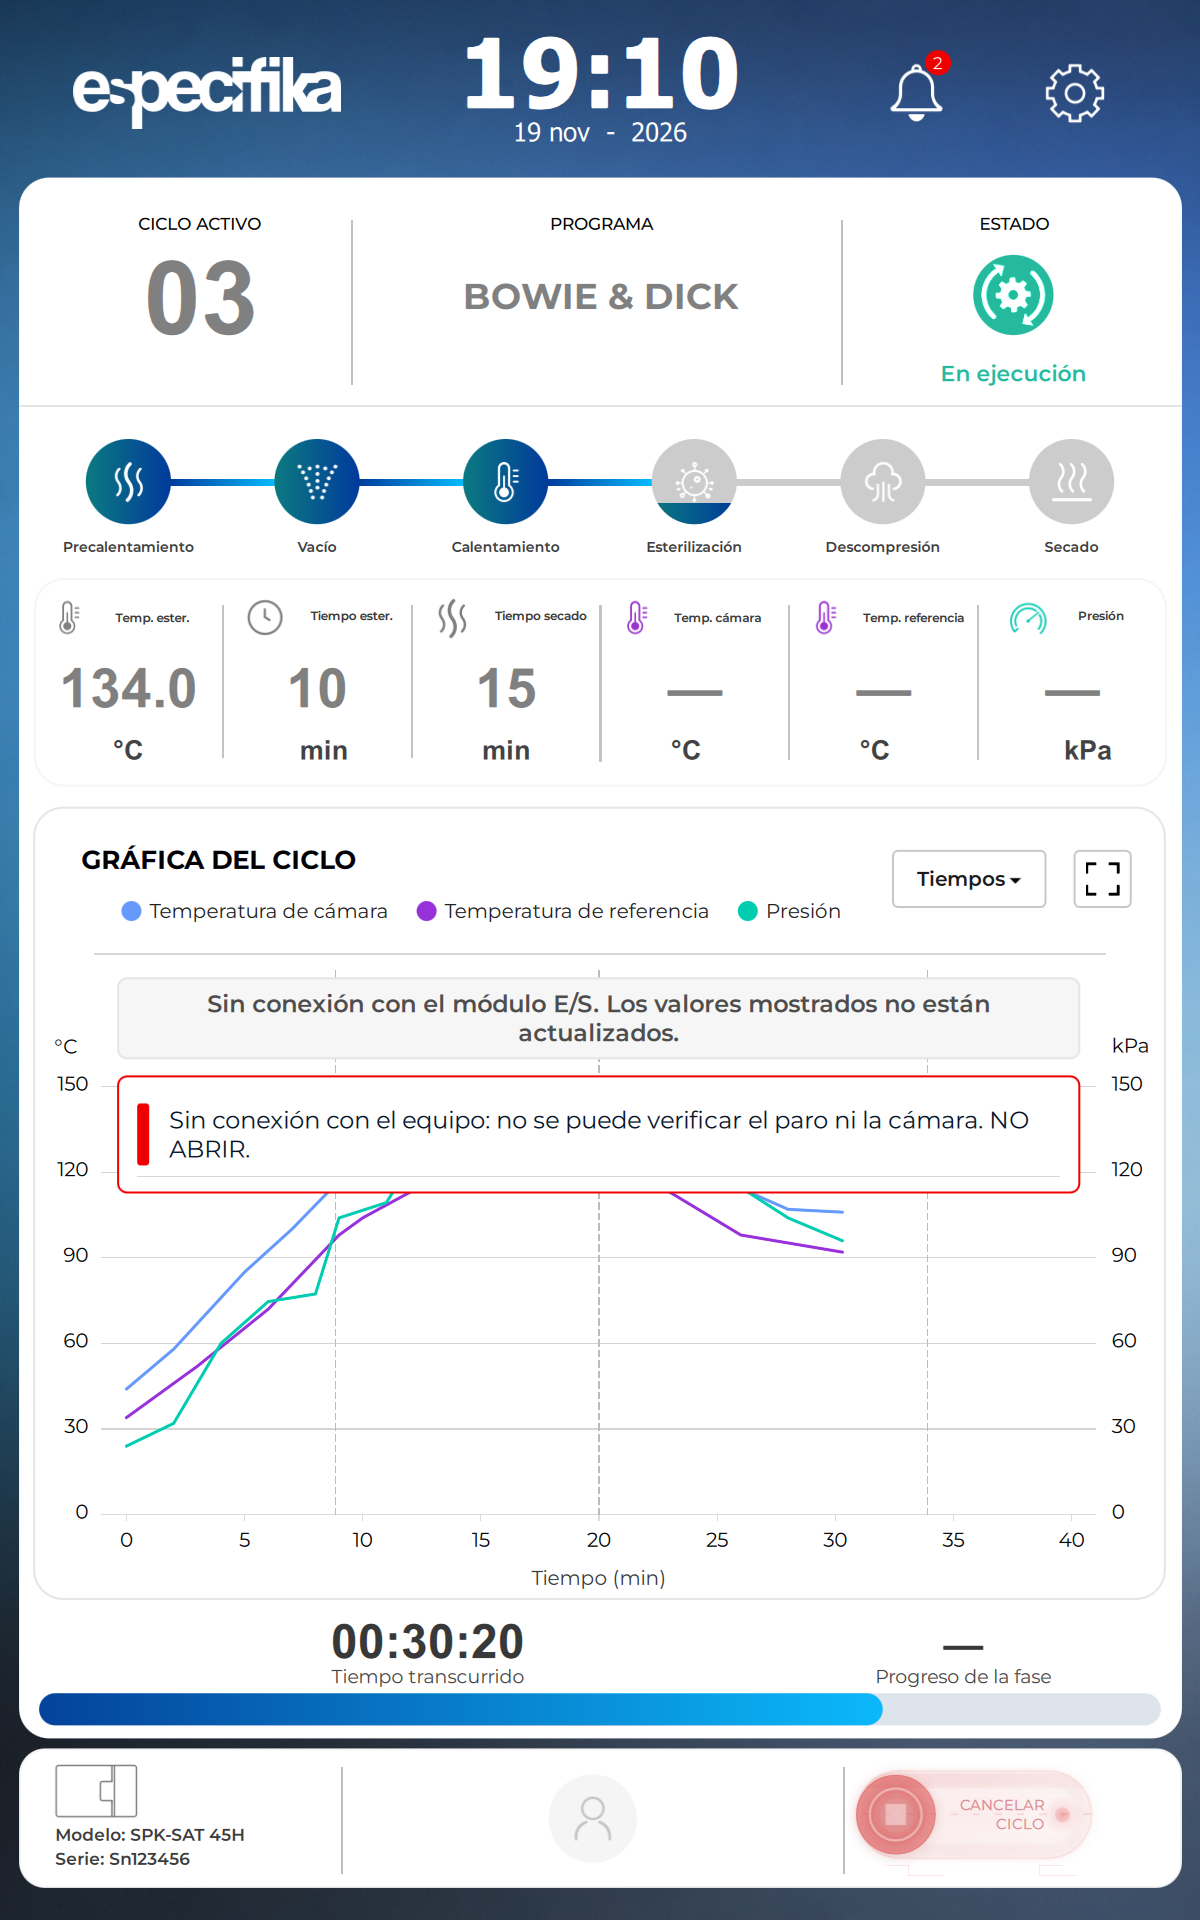 especifika
19:10
19 nov - 2026
2
CICLO ACTIVO
PROGRAMA
ESTADO
03
BOWIE & DICK
En ejecución
Precalentamiento
Vacío
Calentamiento
Esterilización
Descompresión
Secado
Temp. ester.
Tiempo ester.
Tiempo secado
Temp. cámara
Temp. referencia
Presión
134.0
10
15
—
—
—
°C
min
min
°C
°C
kPa
GRÁFICA DEL CICLO
Tiempos
Temperatura de cámara
Temperatura de referencia
Presión
Sin conexión con el módulo E/S. Los valores mostrados no están
actualizados.
°C
kPa
150
150
Sin conexión con el equipo: no se puede verificar el paro ni la cámara. NO
ABRIR.
120
120
90
90
60
60
30
30
0
0
0 5 10 15 20 25 30 35 40
Tiempo (min)
00:30:20
—
Tiempo transcurrido
Progreso de la fase
Modelo: SPK-SAT 45H
Serie: Sn123456
CANCELAR
CICLO